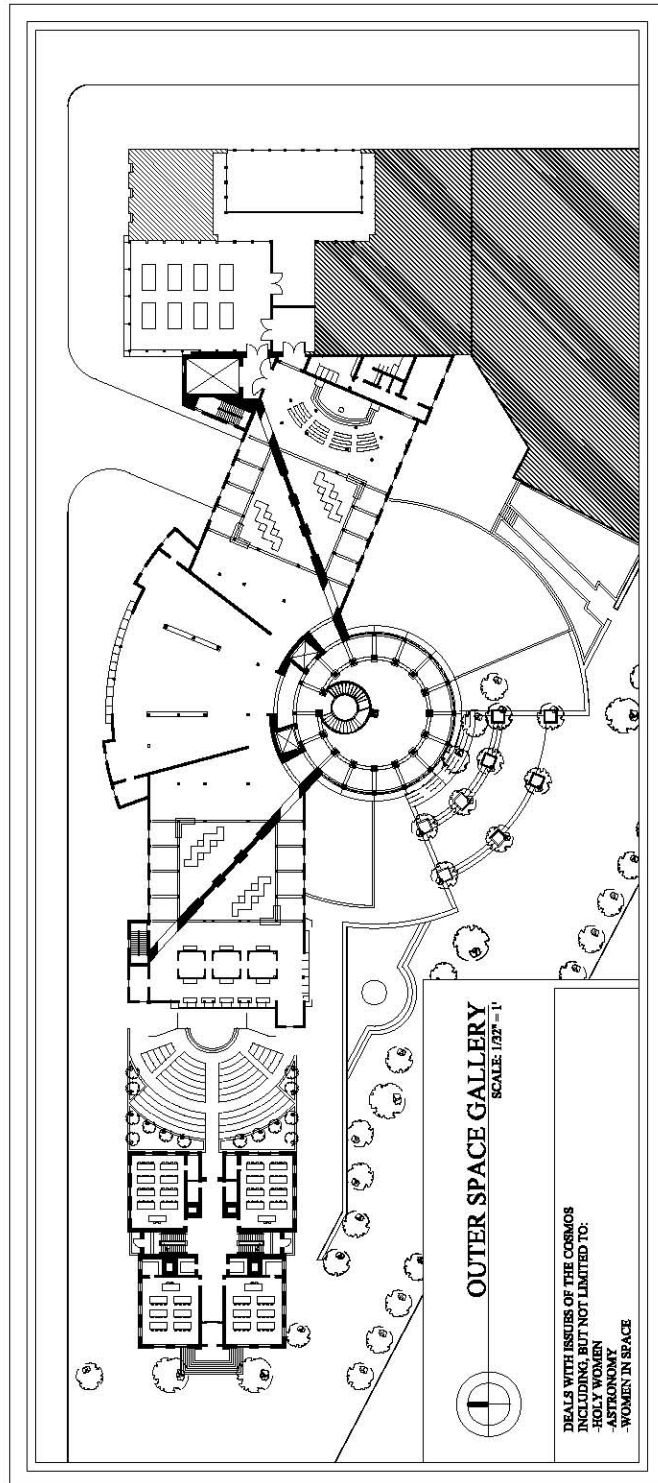 OUTER SPACE GALLERY
SCALE: 1/32" = 1'
DEALS WITH ISSUES OF THE COSMOS
INCLUDING, BUT NOT LIMITED TO:
-HOLY WOMEN
-ASTRONOMY
-WOMEN IN SPACE